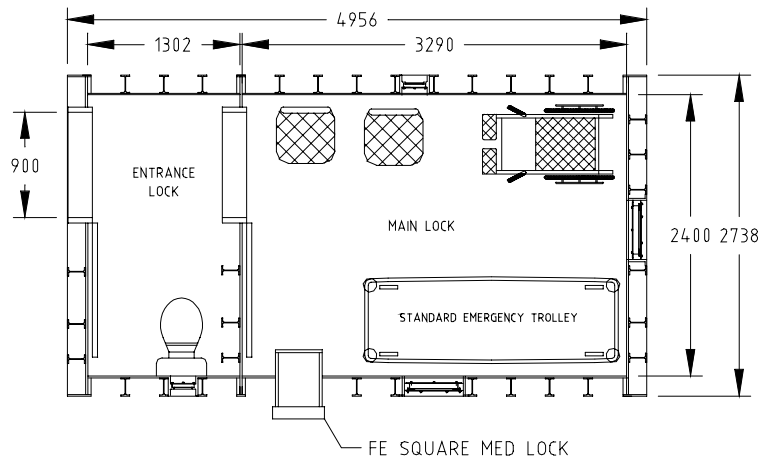 4956
1302
3290
900
ENTRANCE
LOCK
MAIN LOCK
2400
2738
STANDARD EMERGENCY TROLLEY
FE SQUARE MED LOCK